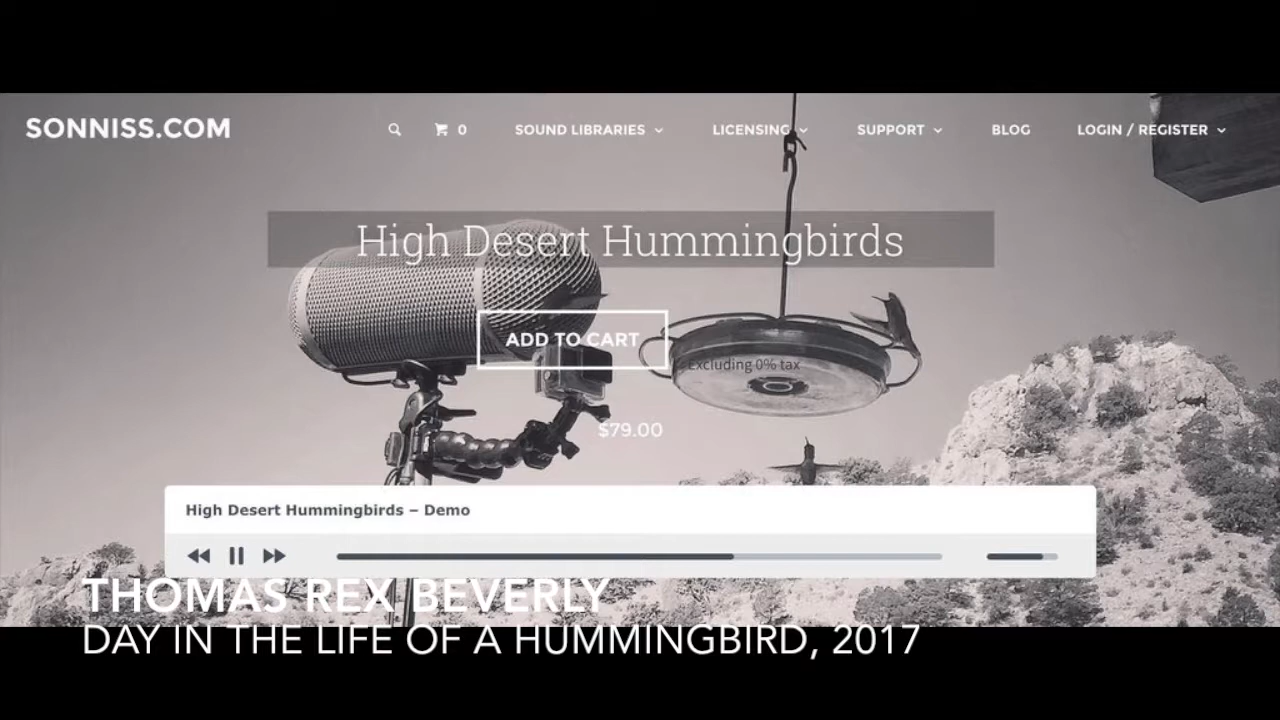 SONNISS.COM
0 SOUND LIBRARIES LICENSING SUPPORT BLOG LOGIN / REGISTER
High Desert Hummingbirds
ADD TO CART
Excluding 0% tax
$79.00
High Desert Hummingbirds – Demo
THOMAS REX BEVERLY
DAY IN THE LIFE OF A HUMMINGBIRD, 2017